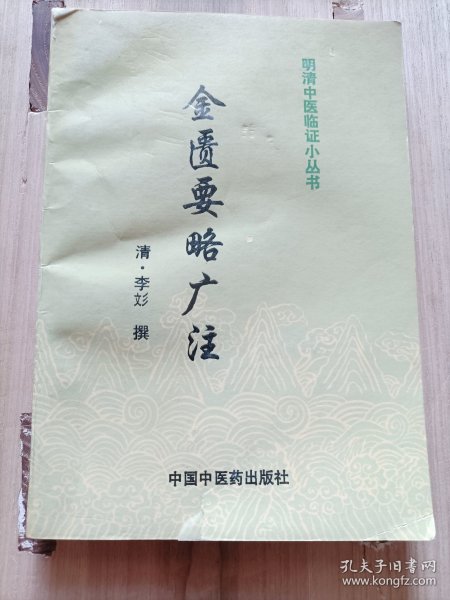 明清中医临证小丛书
金匮要略广注
清·李彣 撰
中国中医药出版社
孔夫子旧书网
www.kongfz.com